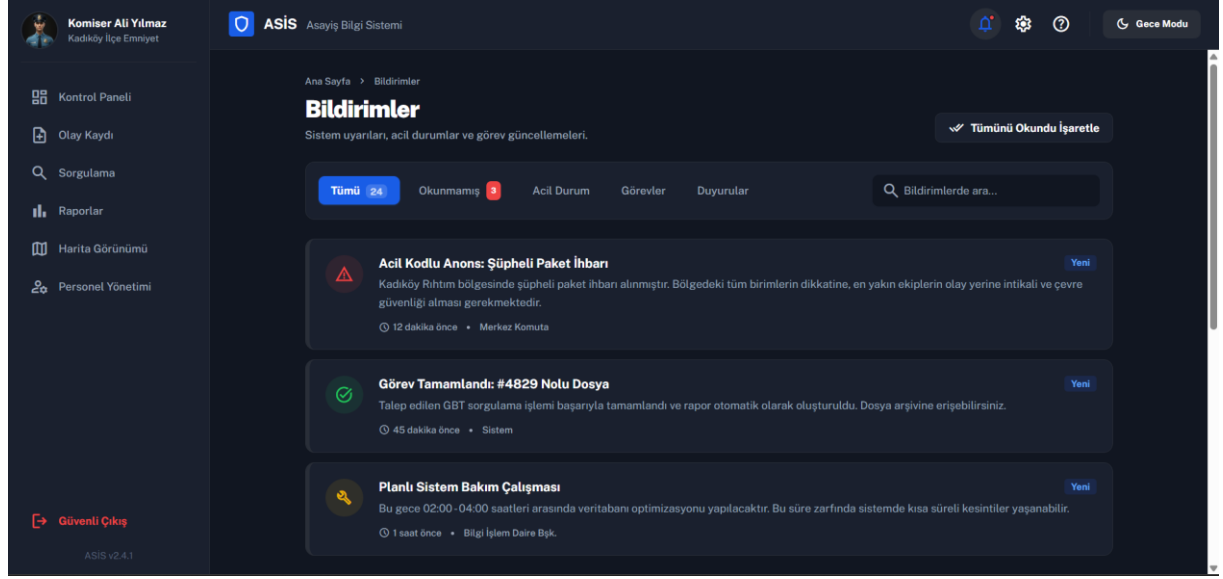 Komiser Ali Yılmaz
Kadıköy İlçe Emniyet
Kontrol Paneli
Olay Kaydı
Sorgulama
Raporlar
Harita Görünümü
Personel Yönetimi
Güvenli Çıkış
ASİS v2.4.1
ASİS Asayiş Bilgi Sistemi
Gece Modu
Ana Sayfa > Bildirimler
Bildirimler
Sistem uyarıları, acil durumlar ve görev güncellemeleri.
Tümünü Okundu İşaretle
Tümü 24 Okunmamış 3 Acil Durum Görevler Duyurular Bildirimlerde ara...
Acil Kodlu Anons: Şüpheli Paket İhbarı Yeni
Kadıköy Rıhtım bölgesinde şüpheli paket ihbarı alınmıştır. Bölgedeki tüm birimlerin dikkatine, en yakın ekiplerin olay yerine intikali ve çevre
güvenliği alması gerekmektedir.
12 dakika önce • Merkez Komuta
Görev Tamamlandı: #4829 Nolu Dosya Yeni
Talep edilen GBT sorgulama işlemi başarıyla tamamlandı ve rapor otomatik olarak oluşturuldu. Dosya arşivine erişebilirsiniz.
45 dakika önce • Sistem
Planlı Sistem Bakım Çalışması Yeni
Bu gece 02:00-04:00 saatleri arasında veritabanı optimizasyonu yapılacaktır. Bu süre zarfında sistemde kısa süreli kesintiler yaşanabilir.
1 saat önce • Bilgi İşlem Daire Bşk.